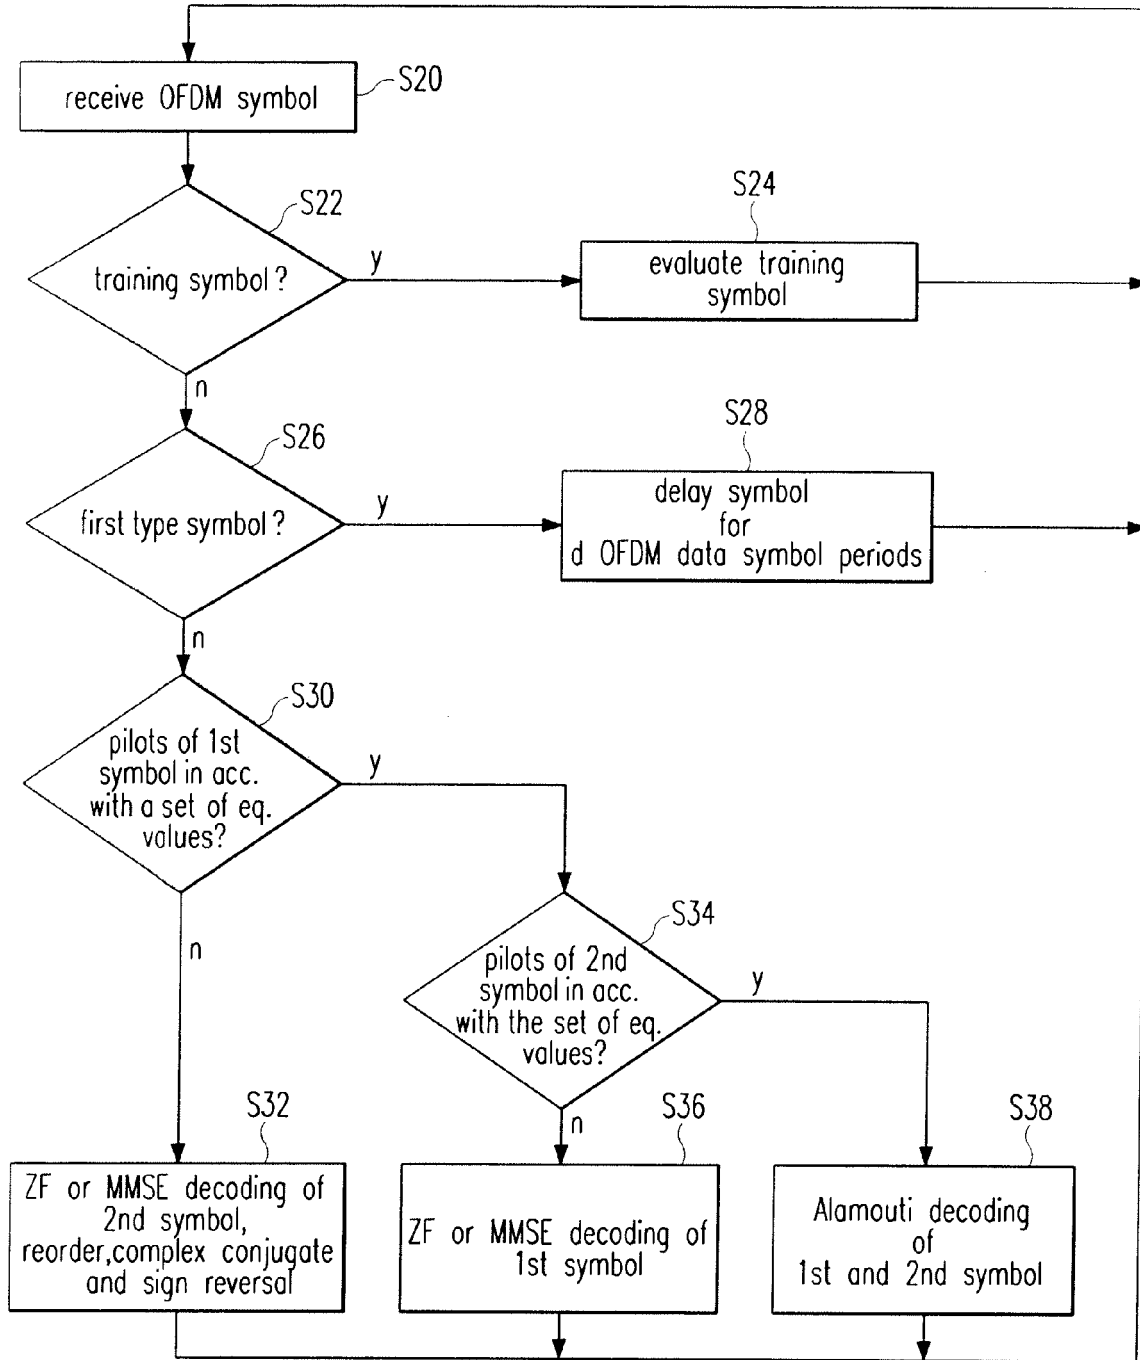 receive OFDM symbol
S20
S22
training symbol?
y
n
S24
evaluate training
symbol
S26
first type symbol?
y
n
S28
delay symbol
for
d OFDM data symbol periods
S30
pilots of 1st
symbol in acc.
with a set of eq.
values?
y
n
S34
pilots of 2nd
symbol in acc.
with the set of eq.
values?
y
n
S32
ZF or MMSE decoding of
2nd symbol,
reorder,complex conjugate
and sign reversal
S36
ZF or MMSE decoding of
1st symbol
S38
Alamouti decoding
of
1st and 2nd symbol